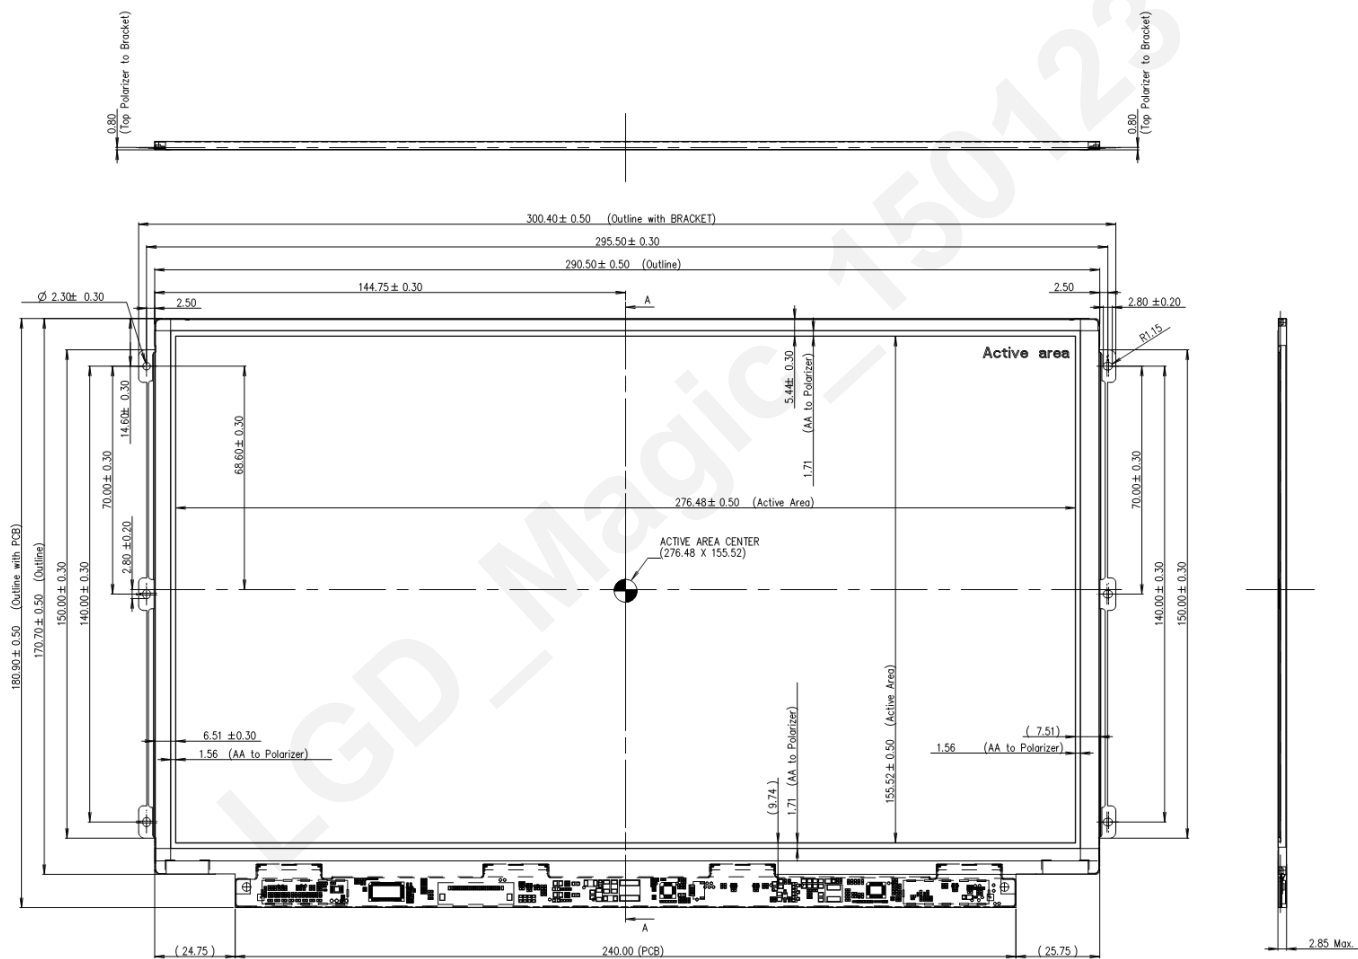 0.80
(Top Polarizer to Bracket)
0.80
(Top Polarizer to Bracket)
300.40± 0.50 (Outline with BRACKET)
295.50± 0.30
290.50± 0.50 (Outline)
144.75± 0.30
A
2.50
2.80 ±0.20
Ø 2.30± 0.30
2.50
R1.15
Active area
14.60± 0.30
5.44± 0.30
1.71 (AA to Polarizer)
68.60± 0.30
70.00± 0.30
70.00± 0.30
276.48± 0.50 (Active Area)
2.80 ±0.20
ACTIVE AREA CENTER
(276.48 X 155.52)
180.90± 0.50 (Outline with PCB)
170.70± 0.50 (Outline)
150.00± 0.30
140.00± 0.30
140.00± 0.30
150.00± 0.30
6.51 ±0.30
1.56 (AA to Polarizer)
(9.74 )
1.71 (AA to Polarizer)
155.52± 0.50 (Active Area)
( 7.51)
1.56 (AA to Polarizer)
A
( 24.75)
240.00 (PCB)
( 25.75)
2.85 Max.
LGD_Magic_150123